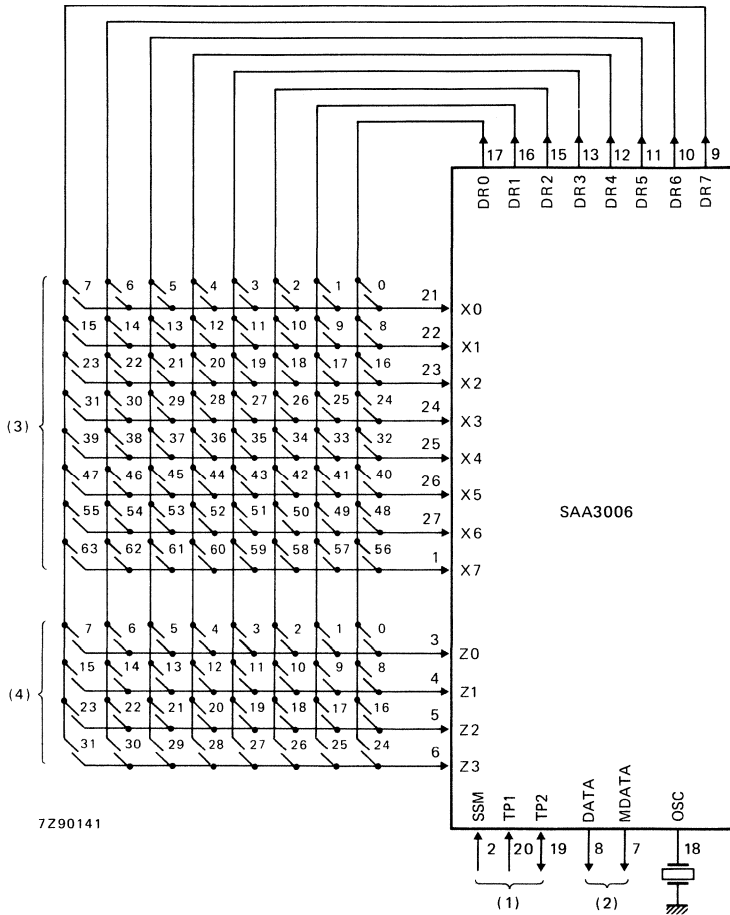 17 16 15 13 12 11 10 9
DR0 DR1 DR2 DR3 DR4 DR5 DR6 DR7
7 6 5 4 3 2 1 0 21 X0
15 14 13 12 11 10 9 8 22 X1
23 22 21 20 19 18 17 16 23 X2
31 30 29 28 27 26 25 24 24 X3
(3)
39 38 37 36 35 34 33 32 25 X4
47 46 45 44 43 42 41 40 26 X5
55 54 53 52 51 50 49 48 27 X6
SAA3006
63 62 61 60 59 58 57 56 1 X7
7 6 5 4 3 2 1 0 3 Z0
15 14 13 12 11 10 9 8 4 Z1
(4)
23 22 21 20 19 18 17 16 5 Z2
31 30 29 28 27 26 25 24 6 Z3
7Z90141
SSM TP1 TP2 DATA MDATA OSC
2 20 19 8 7 18
(1) (2)